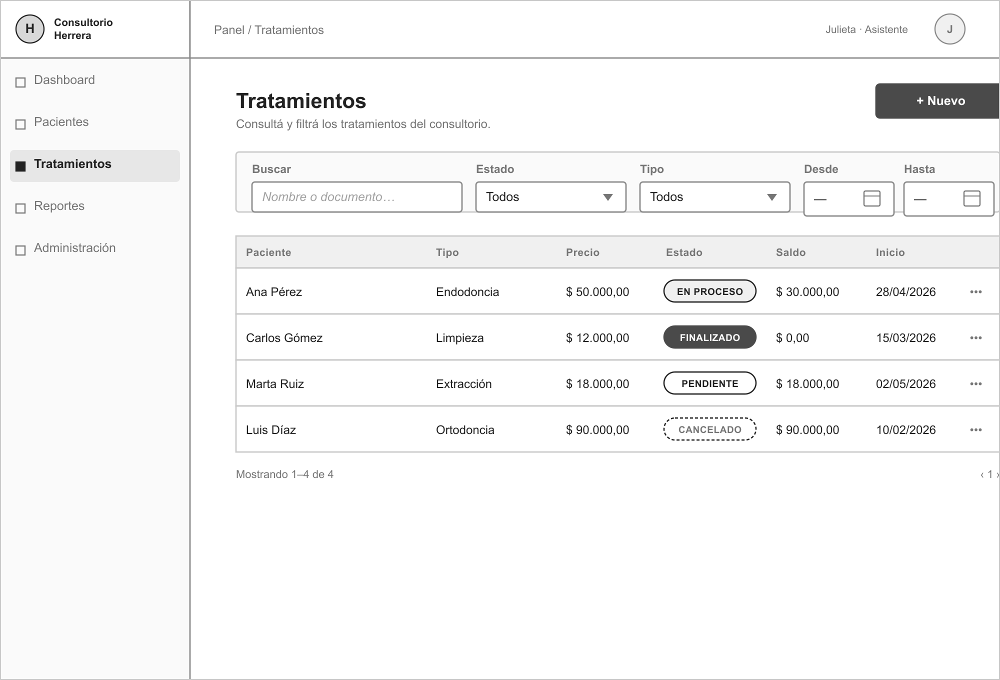 H
Consultorio
Herrera
Panel / Tratamientos
Julieta · Asistente
J
Dashboard
Pacientes
Tratamientos
Reportes
Administración
Tratamientos
+ Nuevo
Consultá y filtrá los tratamientos del consultorio.
Buscar Estado Tipo Desde Hasta
Nombre o documento… Todos Todos — —
Paciente Tipo Precio Estado Saldo Inicio
Ana Pérez Endodoncia $ 50.000,00 EN PROCESO $ 30.000,00 28/04/2026 •••
Carlos Gómez Limpieza $ 12.000,00 FINALIZADO $ 0,00 15/03/2026 •••
Marta Ruiz Extracción $ 18.000,00 PENDIENTE $ 18.000,00 02/05/2026 •••
Luis Díaz Ortodoncia $ 90.000,00 CANCELADO $ 90.000,00 10/02/2026 •••
Mostrando 1–4 de 4 ‹ 1 ›